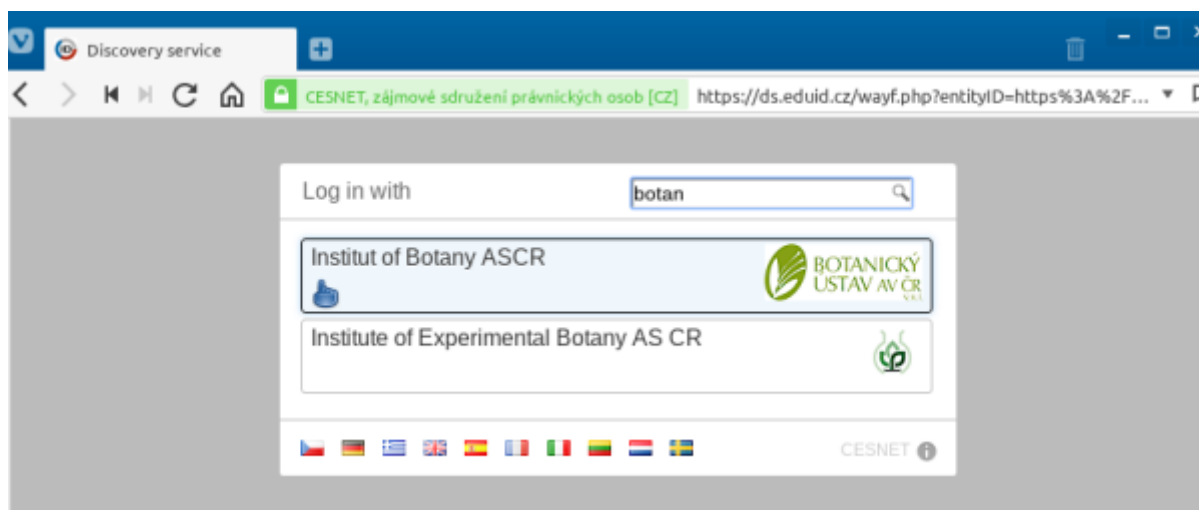 Discovery service
CESNET, zájmové sdružení právnických osob [CZ] https://ds.eduid.cz/wayf.php?entityID=https%3A%2F...
Log in with
botan
Institut of Botany ASCR
BOTANICKÝ
ÚSTAV AV ČR
V.V.I.
Institute of Experimental Botany AS CR
CESNET